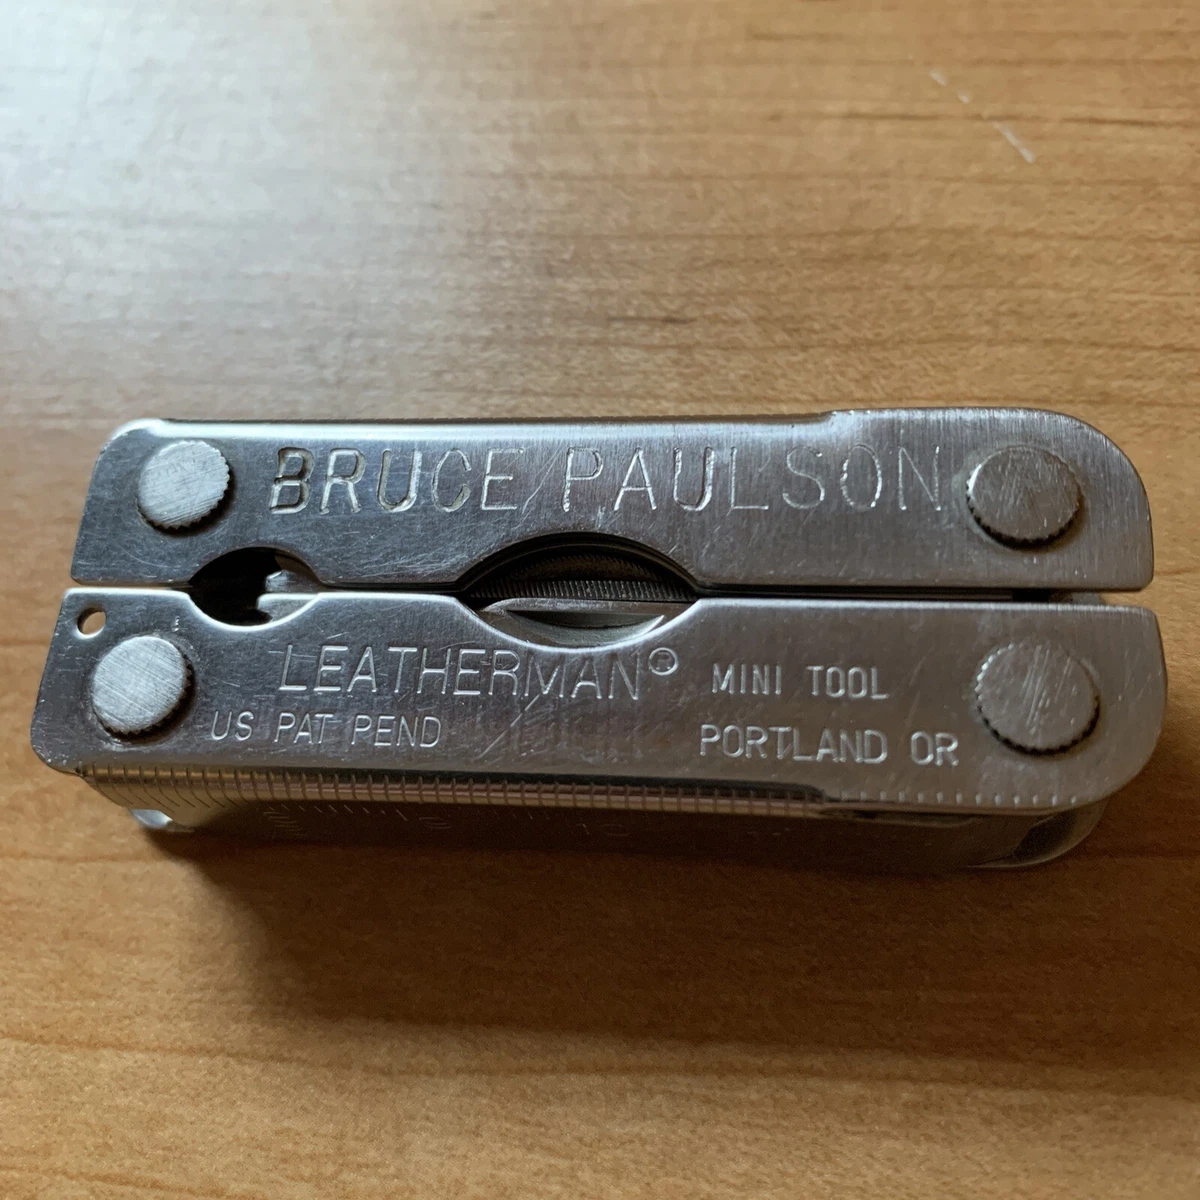 BRUCE PAULSON
LEATHERMAN® MINI TOOL
US PAT PEND PORTLAND OR